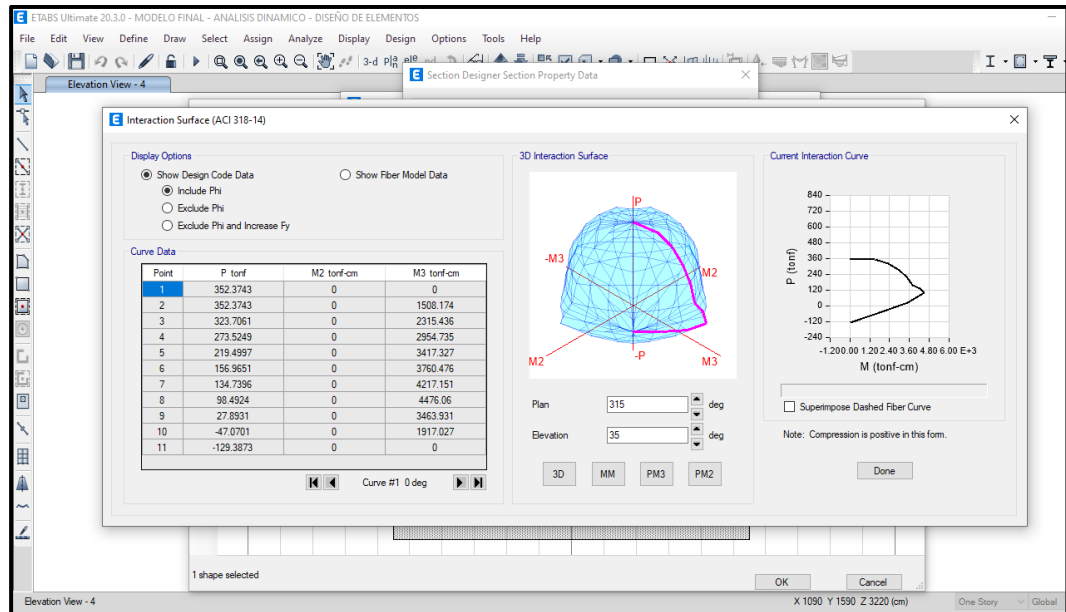 ETABS Ultimate 20.3.0 - MODELO FINAL - ANALISIS DINAMICO - DISEÑO DE ELEMENTOS
File Edit View Define Draw Select Assign Analyze Display Design Options Tools Help
3-d
Elevation View - 4
Section Designer Section Property Data
Interaction Surface (ACI 318-14)
Display Options
Show Design Code Data
Show Fiber Model Data
Include Phi
Exclude Phi
Exclude Phi and Increase Fy
Curve Data
Point P tonf M2 tonf-cm M3 tonf-cm
1 352.3743 0 0
2 352.3743 0 1508.174
3 323.7061 0 2315.436
4 273.5249 0 2954.735
5 219.4997 0 3417.327
6 156.9651 0 3760.476
7 134.7396 0 4217.151
8 98.4924 0 4476.06
9 27.8931 0 3463.931
10 -47.0701 0 1917.027
11 -129.3873 0 0
Curve #1 0 deg
3D Interaction Surface
P
-M3
M2
M2
-P
M3
Plan 315 deg
Elevation 35 deg
3D MM PM3 PM2
Current Interaction Curve
840
720
600
480
360
240
120
0
-120
-240
P (tonf)
-1.20 0.00 1.20 2.40 3.60 4.80 6.00 E+3
M (tonf-cm)
Superimpose Dashed Fiber Curve
Note: Compression is positive in this form.
Done
1 shape selected
OK Cancel
Elevation View - 4
X 1090 Y 1590 Z 3220 (cm)
One Story
Global